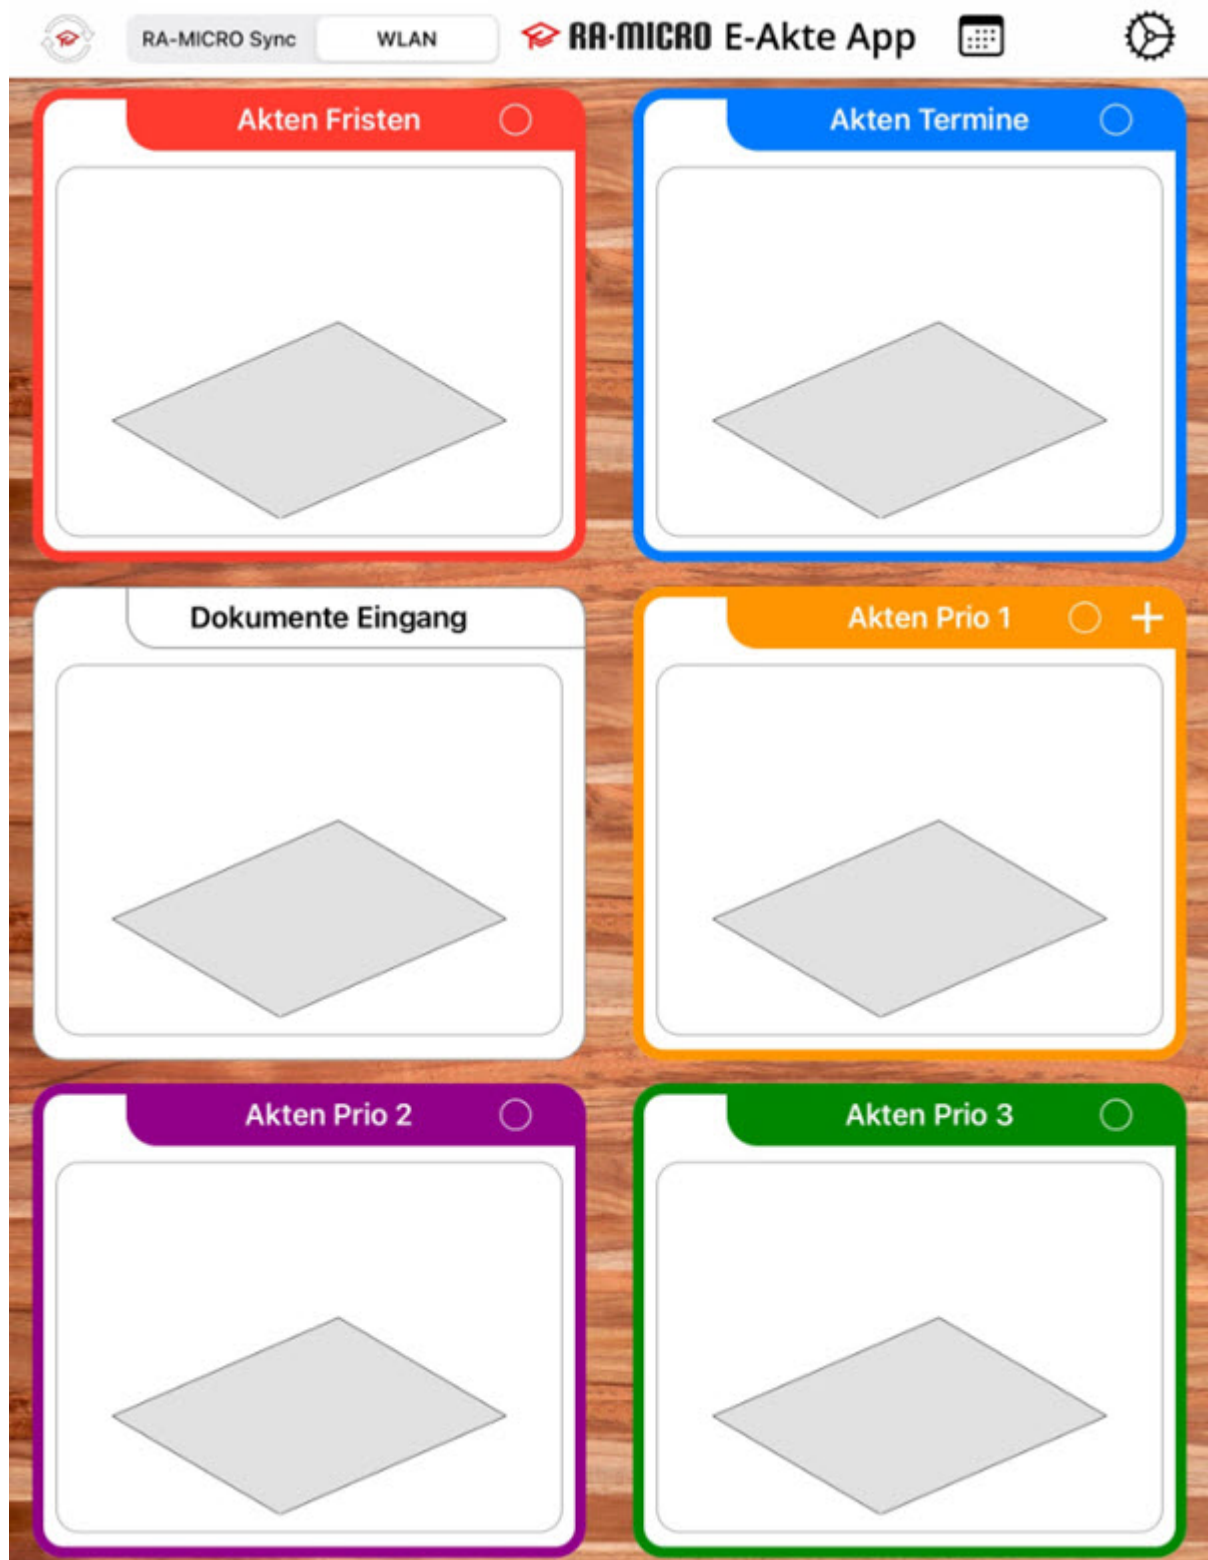 RA-MICRO Sync WLAN RA-MICRO E-Akte App
Akten Fristen Akten Termine
Dokumente Eingang Akten Prio 1
Akten Prio 2 Akten Prio 3